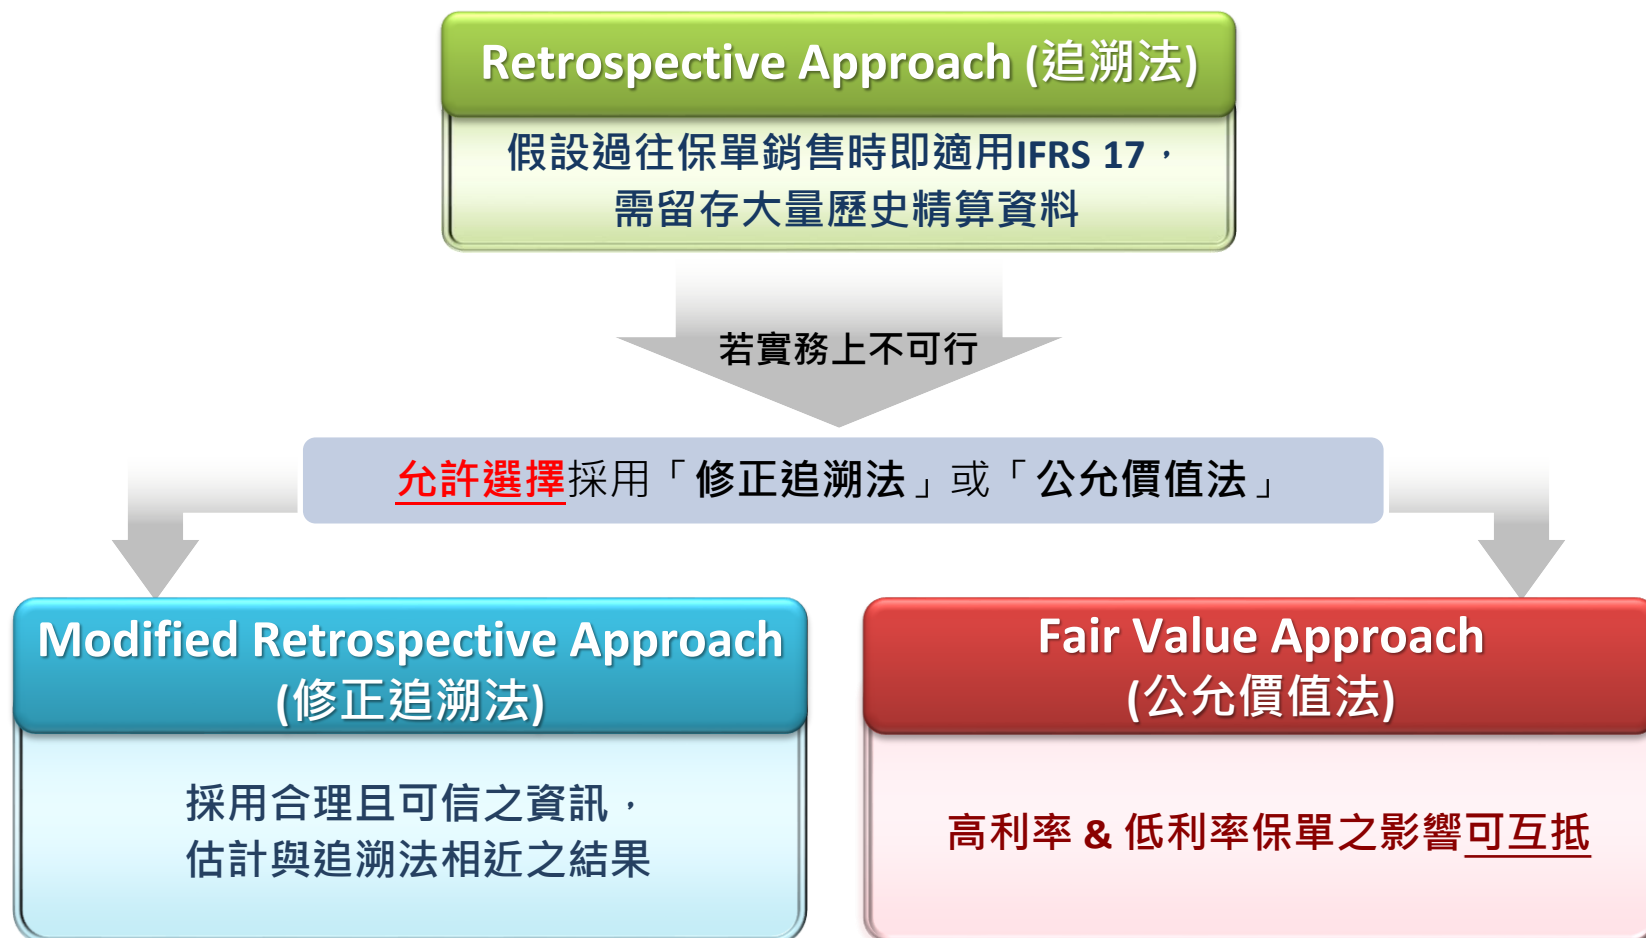 Retrospective Approach (追溯法)
假設過往保單銷售時即適用IFRS 17，
需留存大量歷史精算資料
若實務上不可行
允許選擇採用「修正追溯法」或「公允價值法」
Modified Retrospective Approach
(修正追溯法)
採用合理且可信之資訊，
估計與追溯法相近之結果
Fair Value Approach
(公允價值法)
高利率 & 低利率保單之影響可互抵